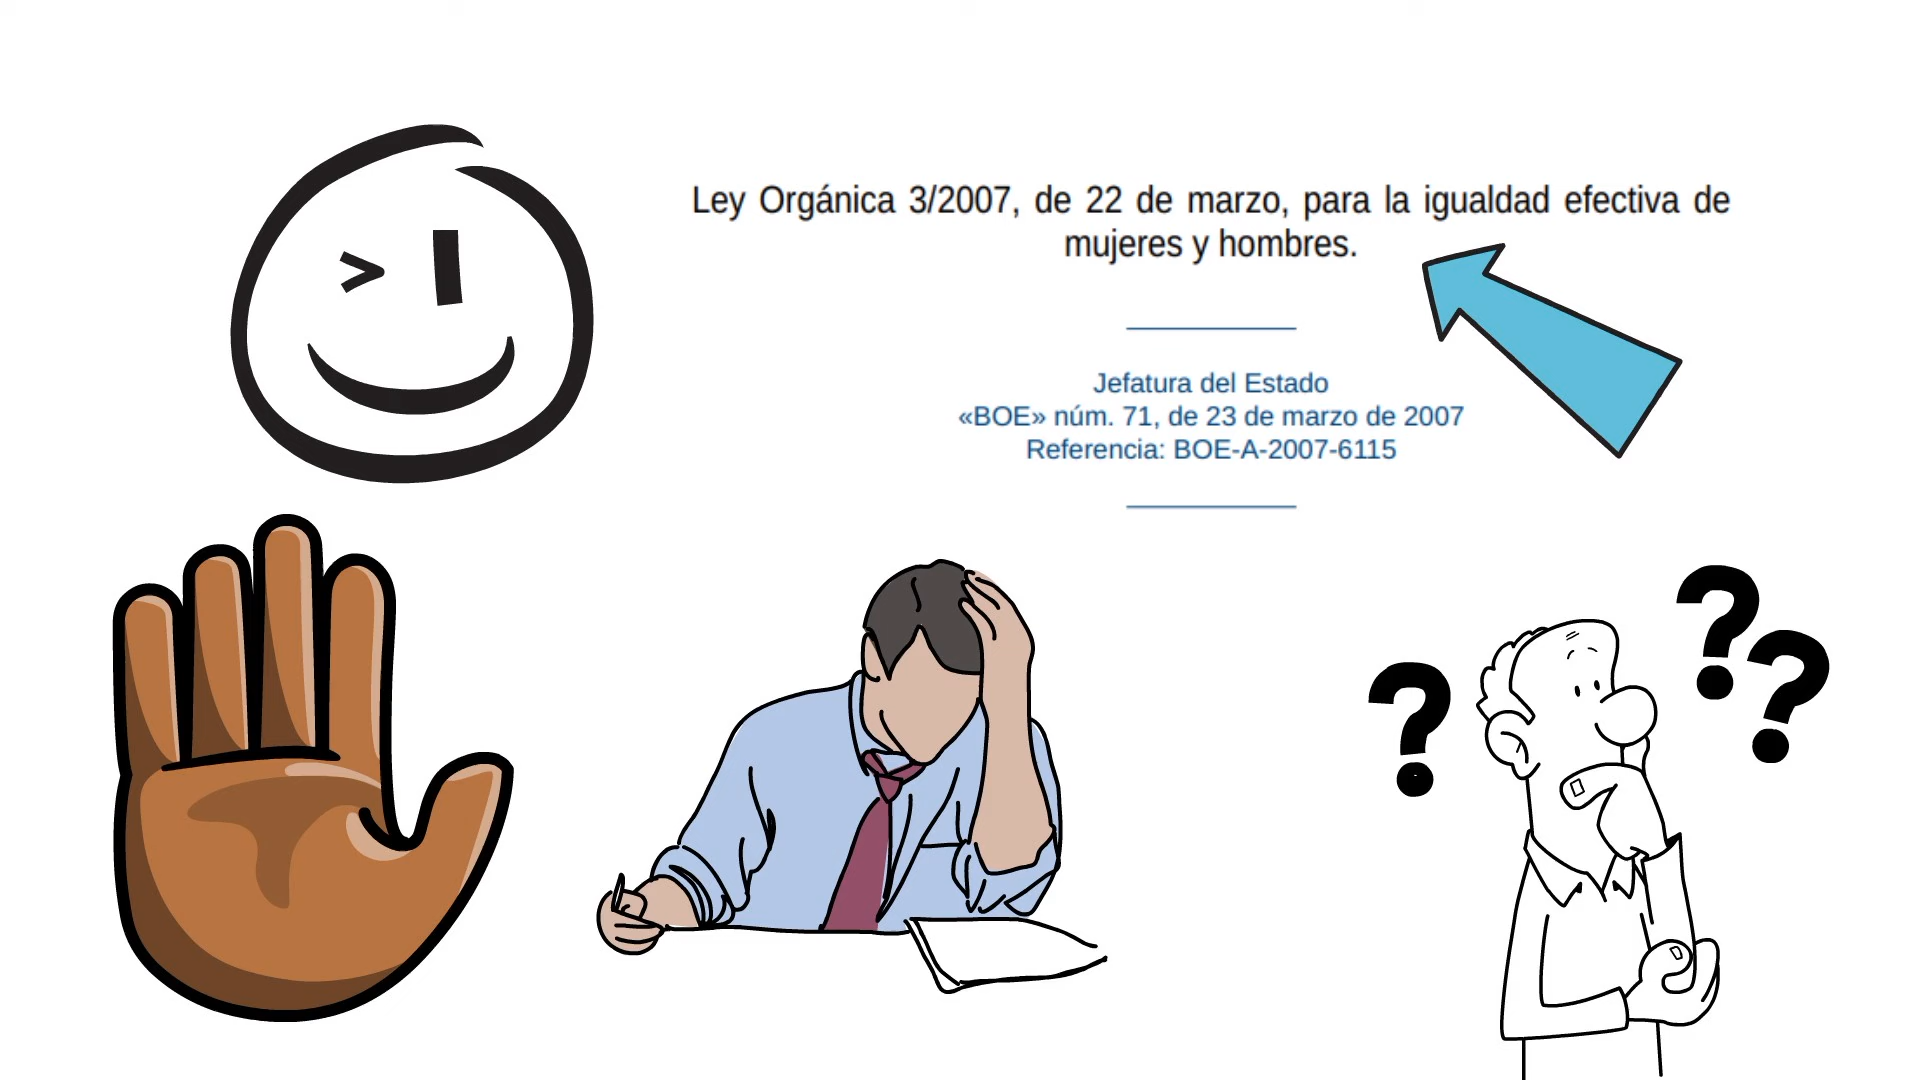 Ley Orgánica 3/2007, de 22 de marzo, para la igualdad efectiva de
mujeres y hombres.
Jefatura del Estado
«BOE» núm. 71, de 23 de marzo de 2007
Referencia: BOE-A-2007-6115
?
?
?